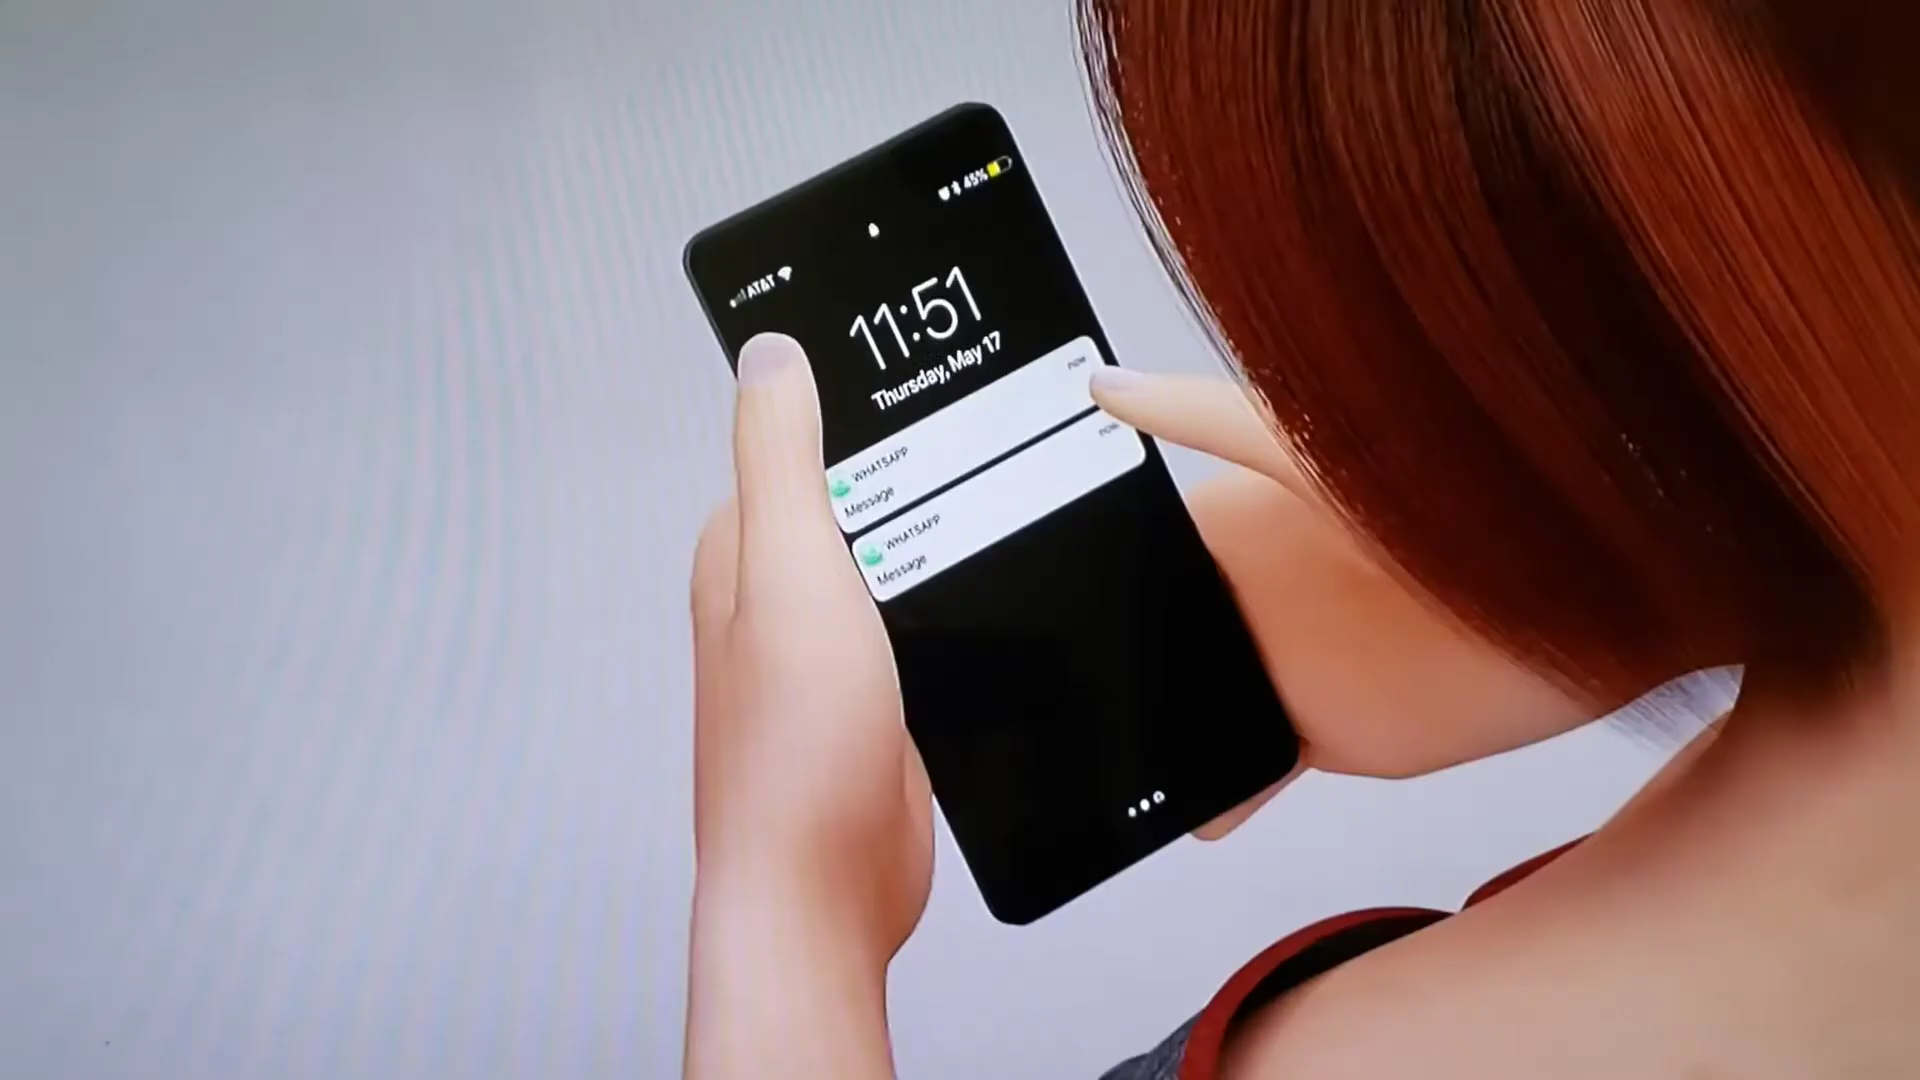 AT&T
45%
11:51
Thursday, May 17
WHATSAPP
now
Message
WHATSAPP
now
Message